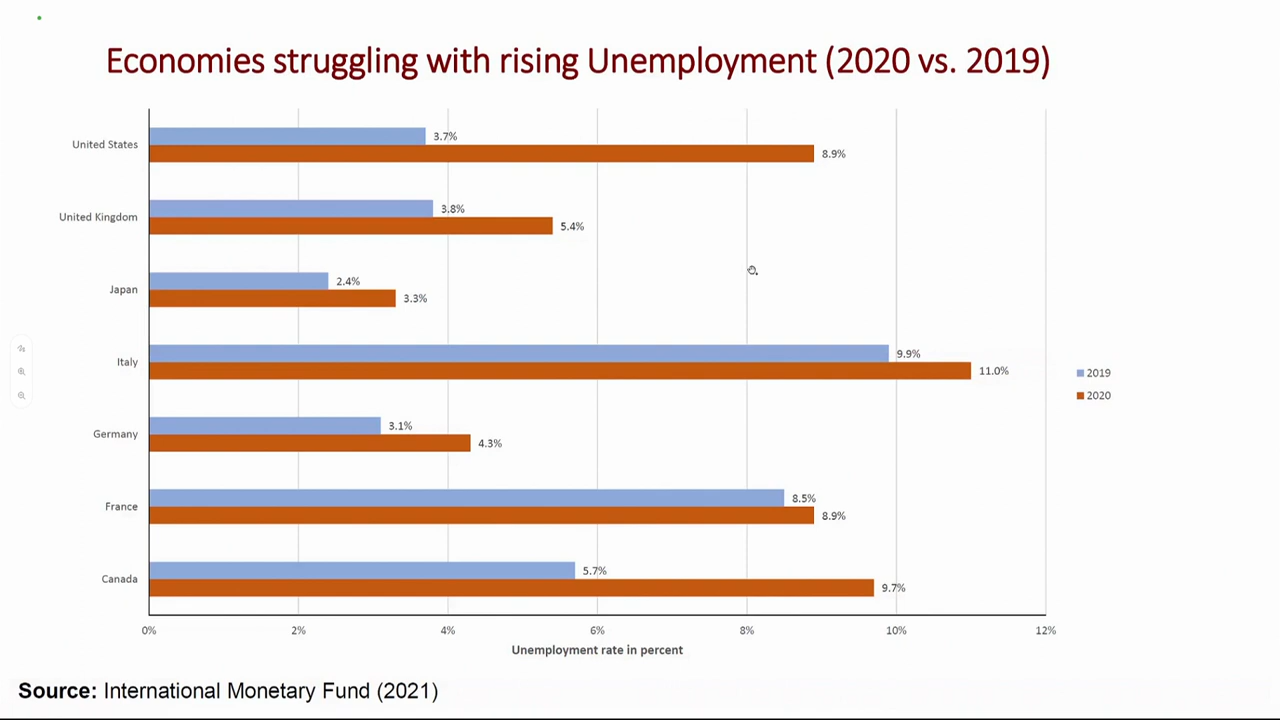 Economies struggling with rising Unemployment (2020 vs. 2019)
United States
3.7%
8.9%
United Kingdom
3.8%
5.4%
Japan
2.4%
3.3%
Italy
9.9%
11.0%
Germany
3.1%
4.3%
France
8.5%
8.9%
Canada
5.7%
9.7%
2019
2020
0% 2% 4% 6% 8% 10% 12%
Unemployment rate in percent
Source: International Monetary Fund (2021)